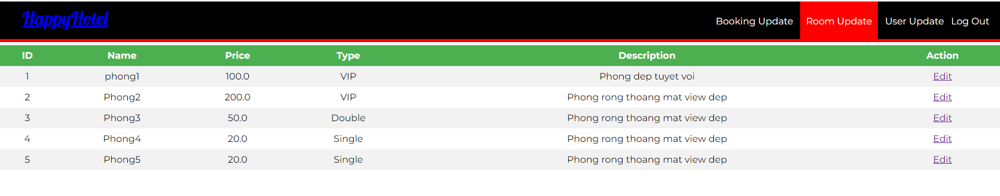 HappyHotel Booking Update Room Update User Update Log Out
ID Name Price Type Description Action
1 phong1 100.0 VIP Phong dep tuyet voi Edit
2 Phong2 200.0 VIP Phong rong thoang mat view dep Edit
3 Phong3 50.0 Double Phong rong thoang mat view dep Edit
4 Phong4 20.0 Single Phong rong thoang mat view dep Edit
5 Phong5 20.0 Single Phong rong thoang mat view dep Edit